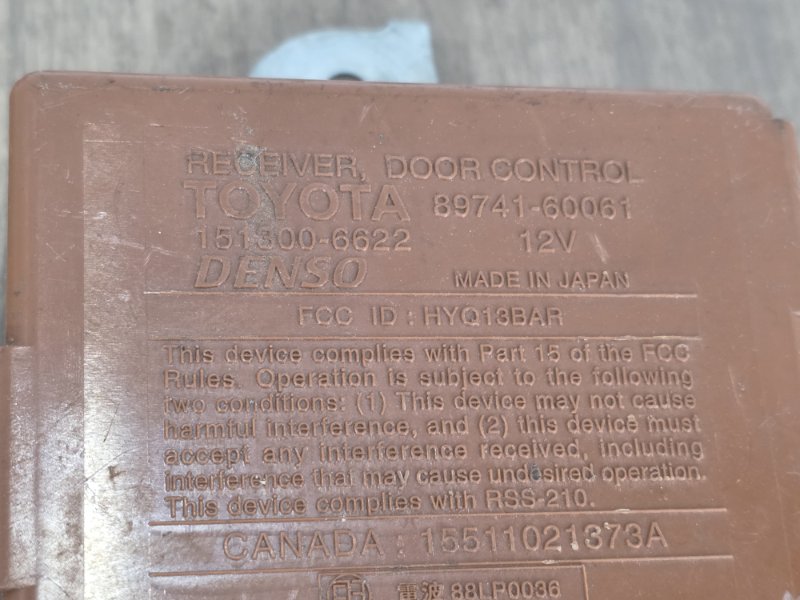 RECEIVER, DOOR CONTROL
TOYOTA 89741-60061
151300-6622 12V
DENSO MADE IN JAPAN
FCC ID : HYQ13BAR
This device complies with Part 15 of the FCC
Rules. Operation is subject to the following
two conditions: (1) This device may not cause
harmful interference, and (2) this device must
accept any interference received, including
interference that may cause undesired operation.
This device complies with RSS-210.
CANADA : 15511021373A
電波 88LP0036